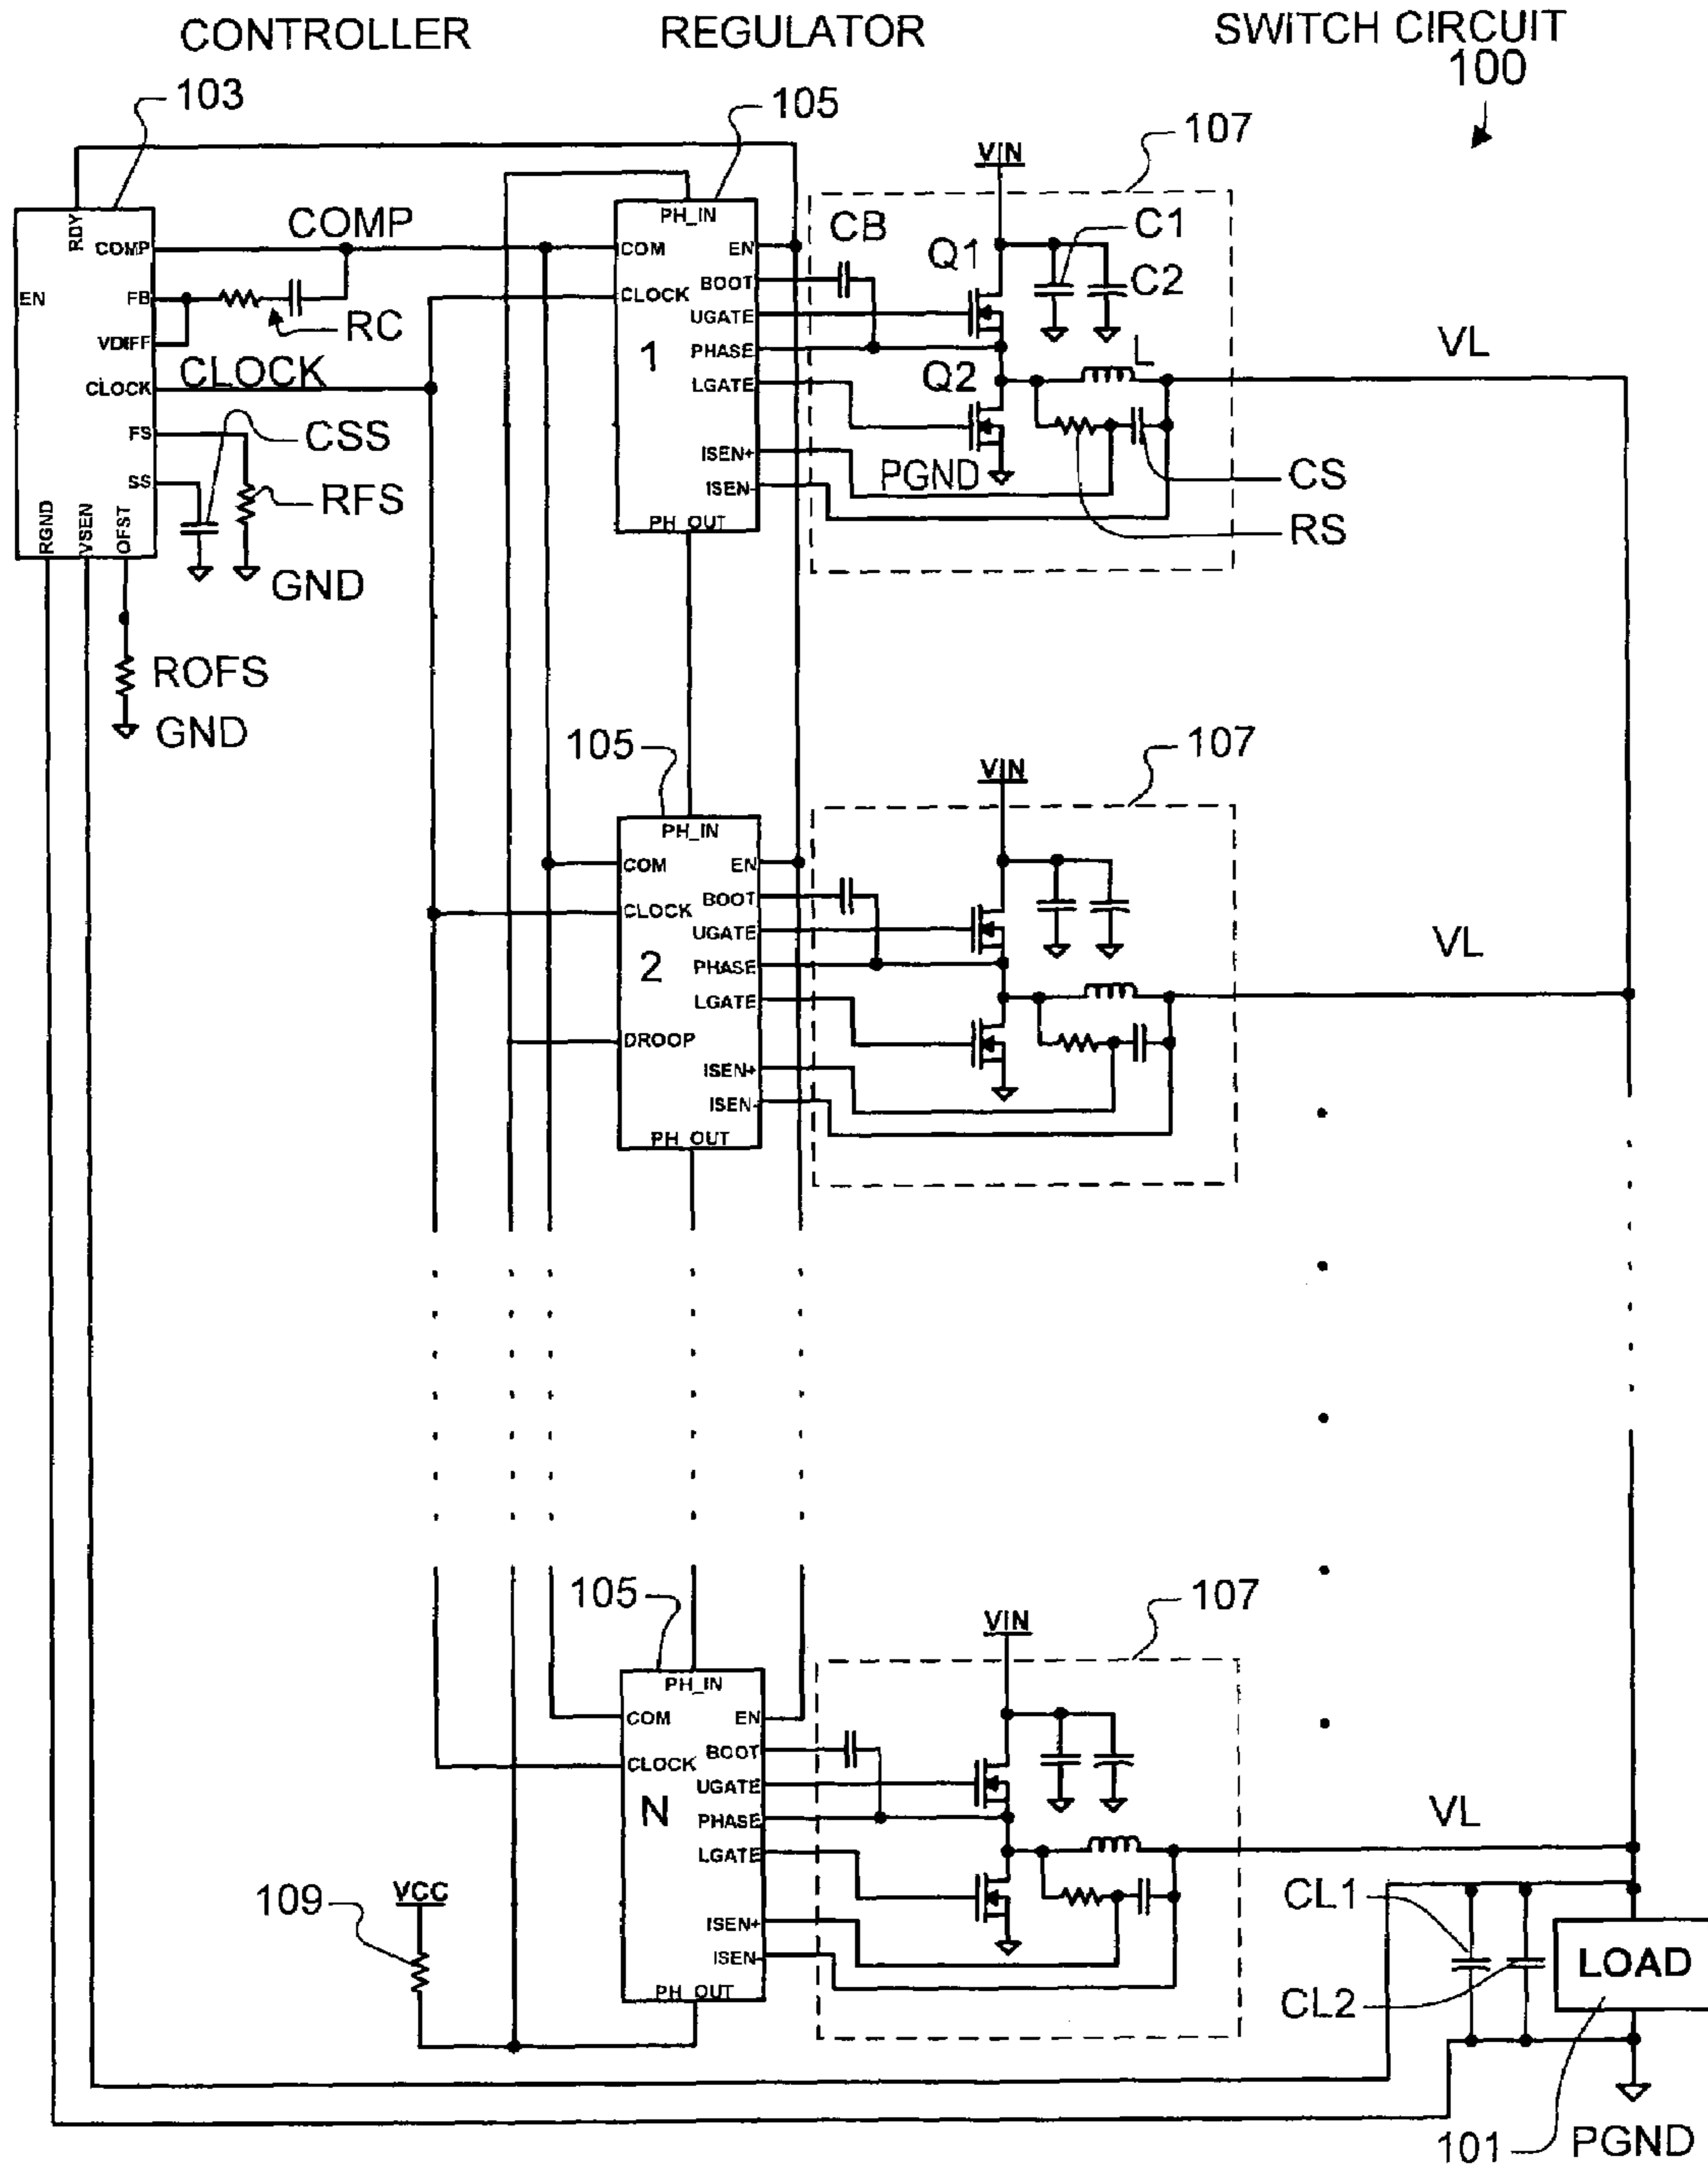 CONTROLLER REGULATOR SWITCH CIRCUIT
100
103
105
107
VIN
RDY
COMP
EN
FB
VDIFF
CLOCK
FS
SS
RGND
VSEN
OFST
COMP
RC
CLOCK
CSS
RFS
GND
ROFS
GND
PH_IN
COM
EN
BOOT
CLOCK
UGATE
1
PHASE
LGATE
ISEN+
ISEN-
PH_OUT
CB
Q1
C1
C2
L
Q2
PGND
CS
RS
VL
105
107
VIN
PH_IN
COM
EN
BOOT
CLOCK
UGATE
2
PHASE
LGATE
DROOP
ISEN+
ISEN-
PH_OUT
VL
105
107
VIN
PH_IN
COM
EN
BOOT
CLOCK
UGATE
N
PHASE
LGATE
ISEN+
ISEN-
PH_OUT
VL
109
VCC
CL1
CL2
LOAD
101
PGND